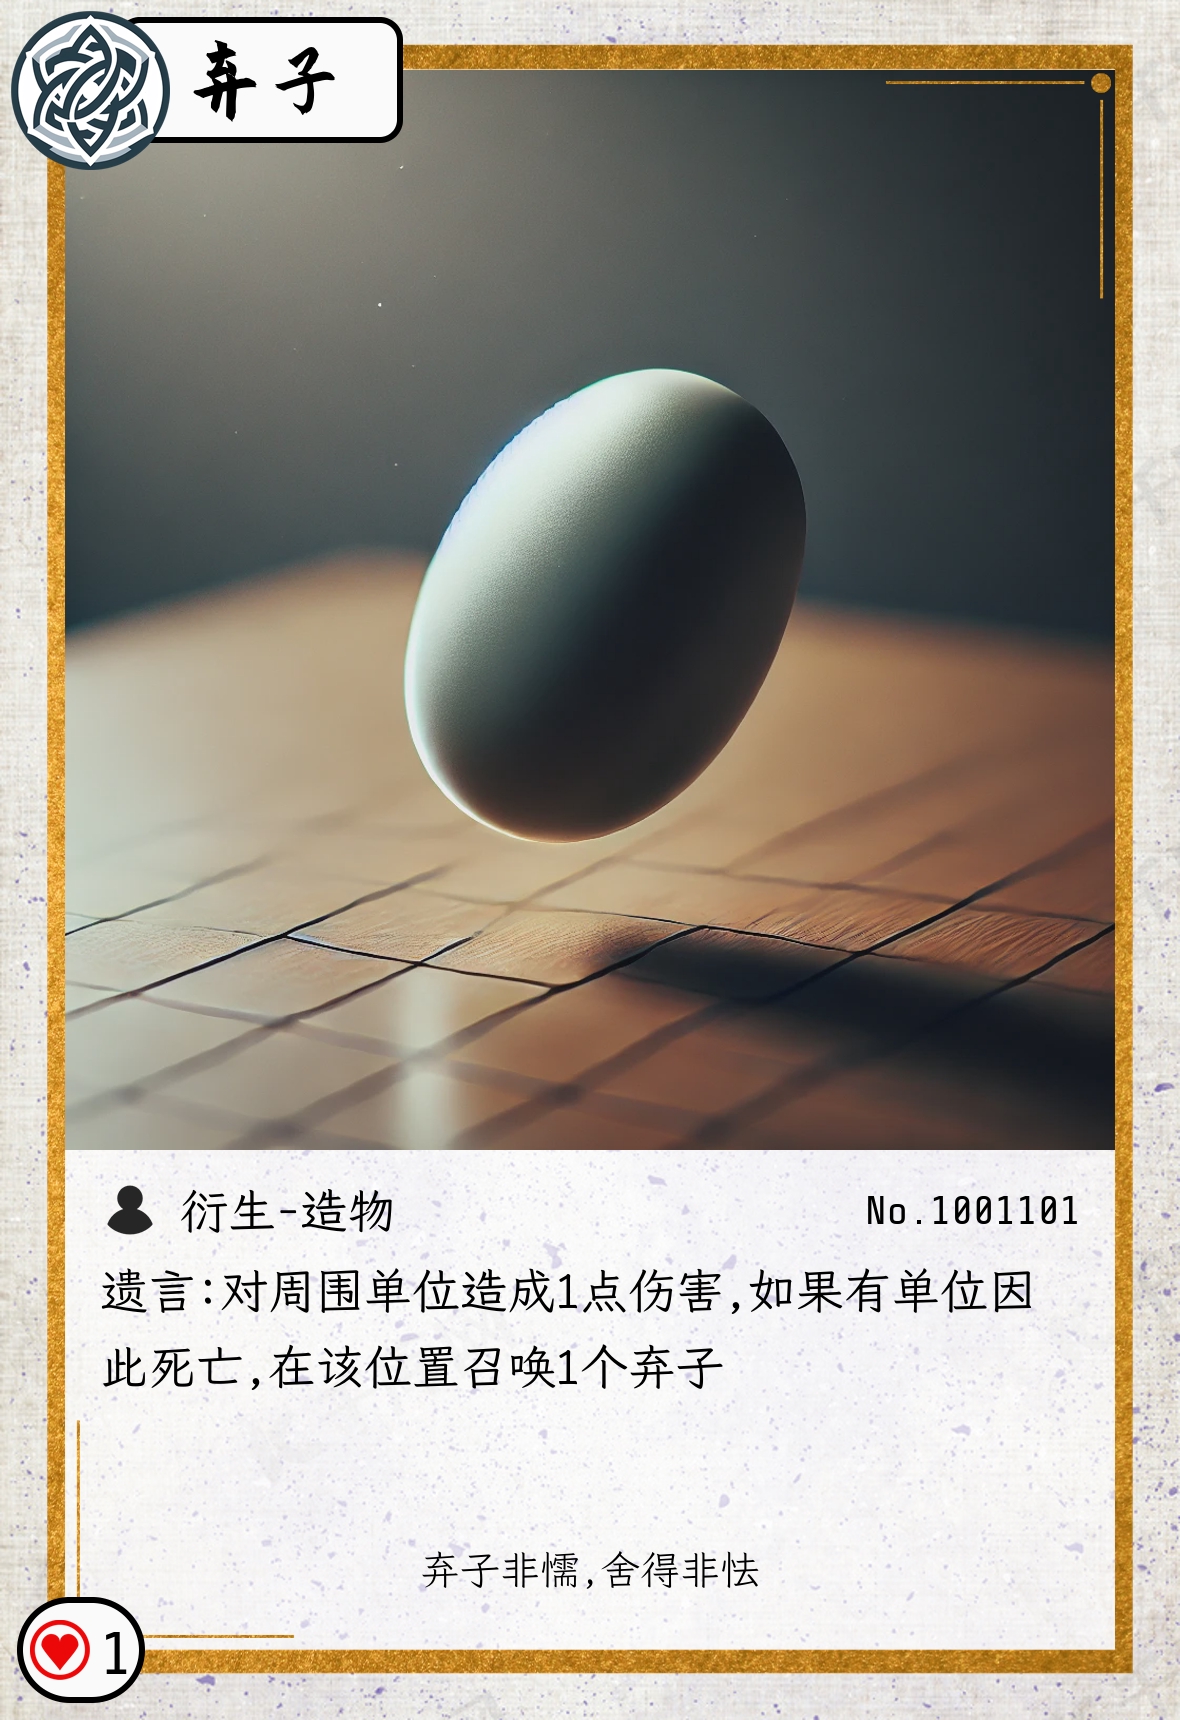 弃子
衍生-造物
No.1001101
遗言:对周围单位造成1点伤害,如果有单位因
此死亡,在该位置召唤1个弃子
弃子非懦,舍得非怯
1